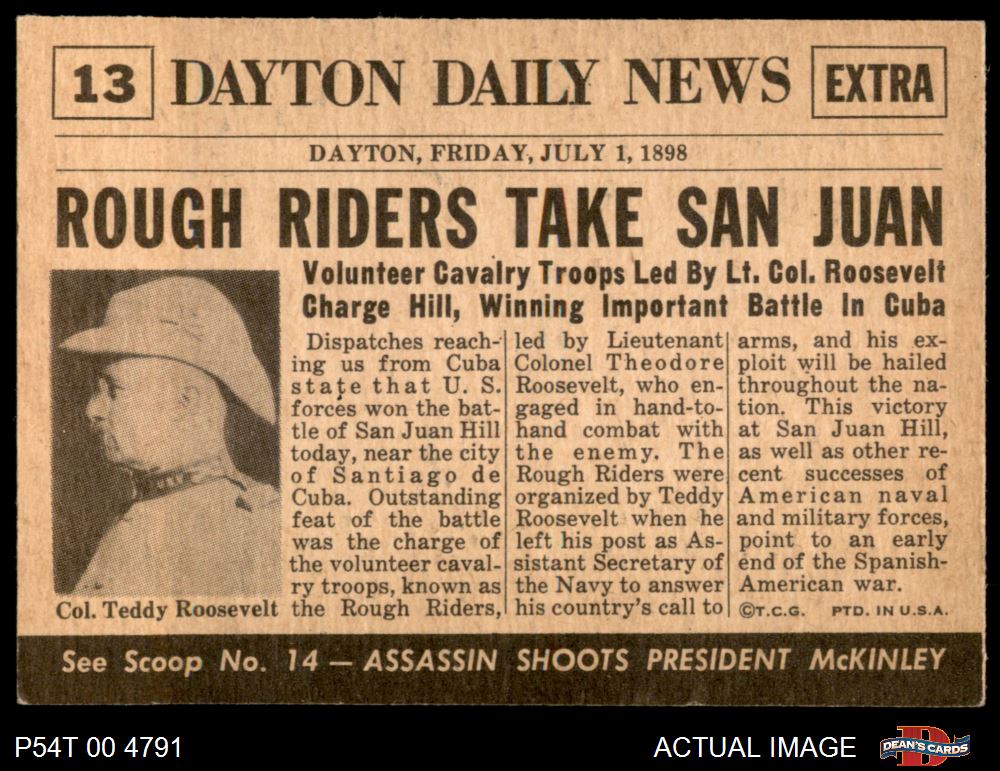 13 DAYTON DAILY NEWS EXTRA
DAYTON, FRIDAY, JULY 1, 1898
ROUGH RIDERS TAKE SAN JUAN
Volunteer Cavalry Troops Led By Lt. Col. Roosevelt
Charge Hill, Winning Important Battle In Cuba
Col. Teddy Roosevelt
Dispatches reach-
ing us from Cuba
state that U. S.
forces won the bat-
tle of San Juan Hill
today, near the city
of Santiago de
Cuba. Outstanding
feat of the battle
was the charge of
the volunteer caval-
ry troops, known as
the Rough Riders,
led by Lieutenant
Colonel Theodore
Roosevelt, who en-
gaged in hand-to-
hand combat with
the enemy. The
Rough Riders were
organized by Teddy
Roosevelt when he
left his post as As-
sistant Secretary of
the Navy to answer
his country's call to
arms, and his ex-
ploit will be hailed
throughout the na-
tion. This victory
at San Juan Hill,
as well as other re-
cent successes of
American naval
and military forces,
point to an early
end of the Spanish-
American war.
©T.C.G. PTD. IN U.S.A.
See Scoop No. 14 — ASSASSIN SHOOTS PRESIDENT McKINLEY
P54T 00 4791
ACTUAL IMAGE
DEAN'S CARDS